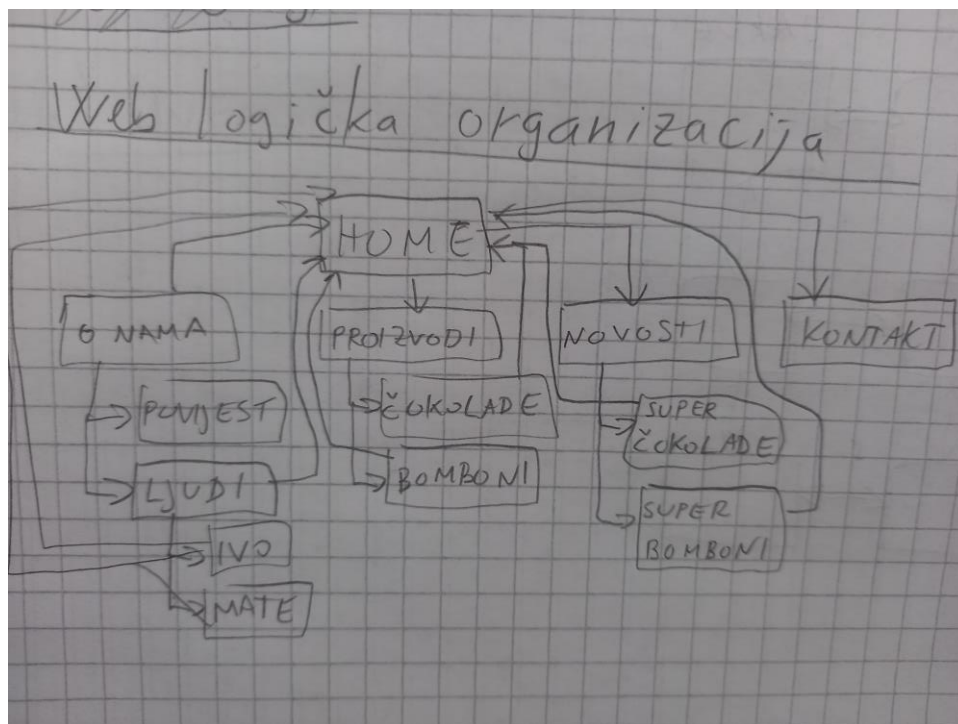 Web logička organizacija
HOME
O NAMA
PROIZVODI
NOVOSTI
KONTAKT
POVIJEST
ČOKOLADE
SUPER
ČOKOLADE
LJUDI
BOMBONI
SUPER
BOMBONI
IVO
MATE